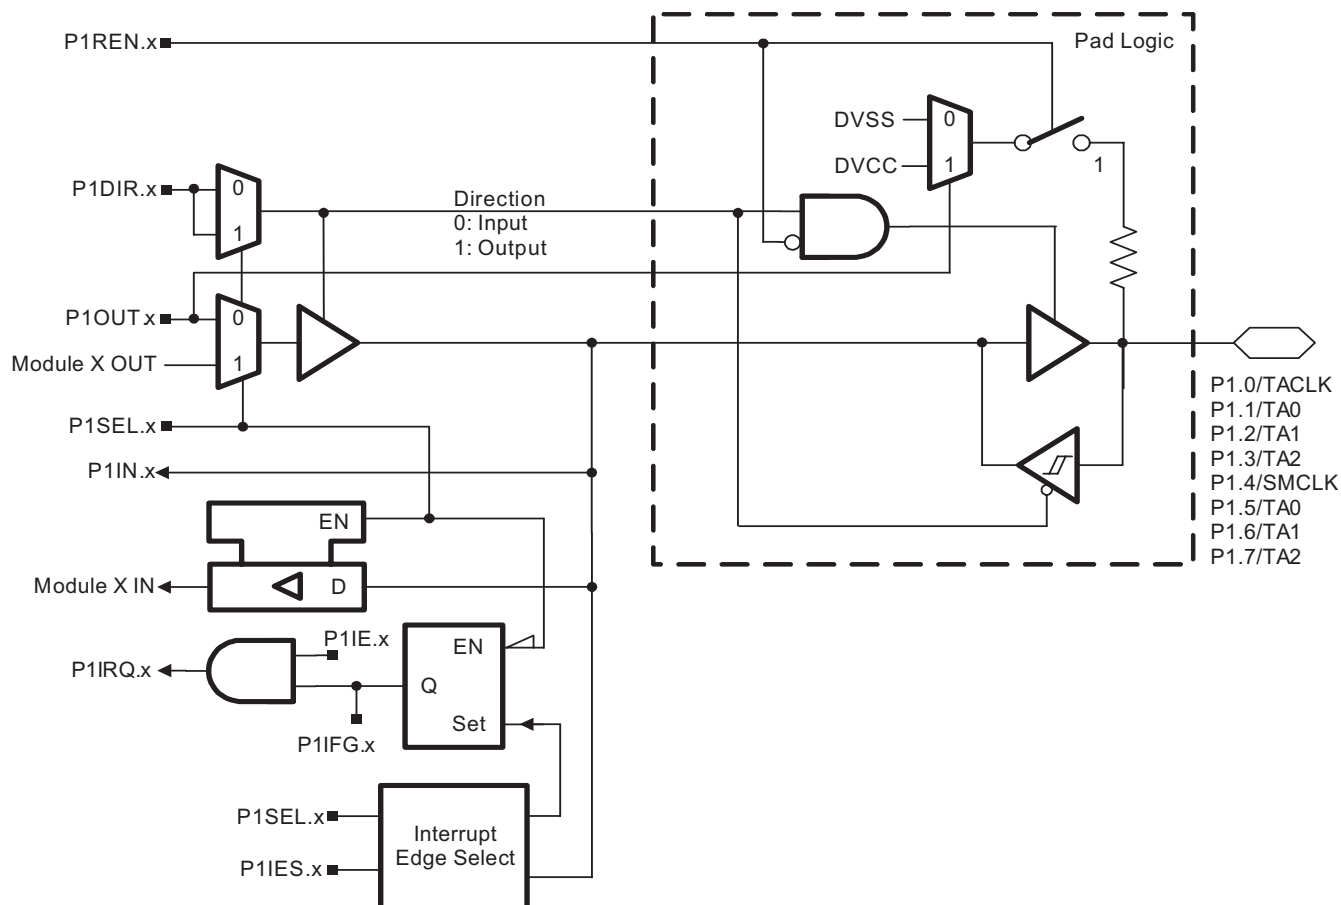 P1REN.x
Pad Logic
DVSS
0
DVCC
1
1
P1DIR.x
0
1
Direction
0: Input
1: Output
P1OUT.x
0
Module X OUT
1
P1SEL.x
P1IN.x
EN
Module X IN
D
P1.0/TACLK
P1.1/TA0
P1.2/TA1
P1.3/TA2
P1.4/SMCLK
P1.5/TA0
P1.6/TA1
P1.7/TA2
P1IE.x
P1IRQ.x
EN
Q
Set
P1IFG.x
P1SEL.x
P1IES.x
Interrupt
Edge Select